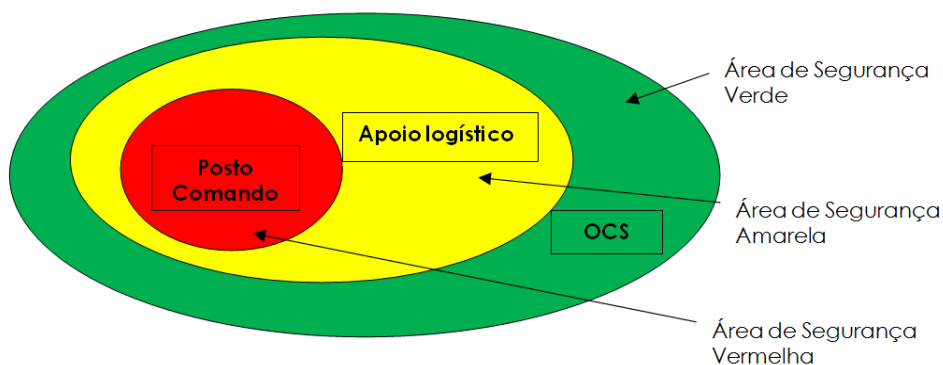 Área de Segurança
Verde
Apoio logístico
Posto
Comando
Área de Segurança
Amarela
OCS
Área de Segurança
Vermelha